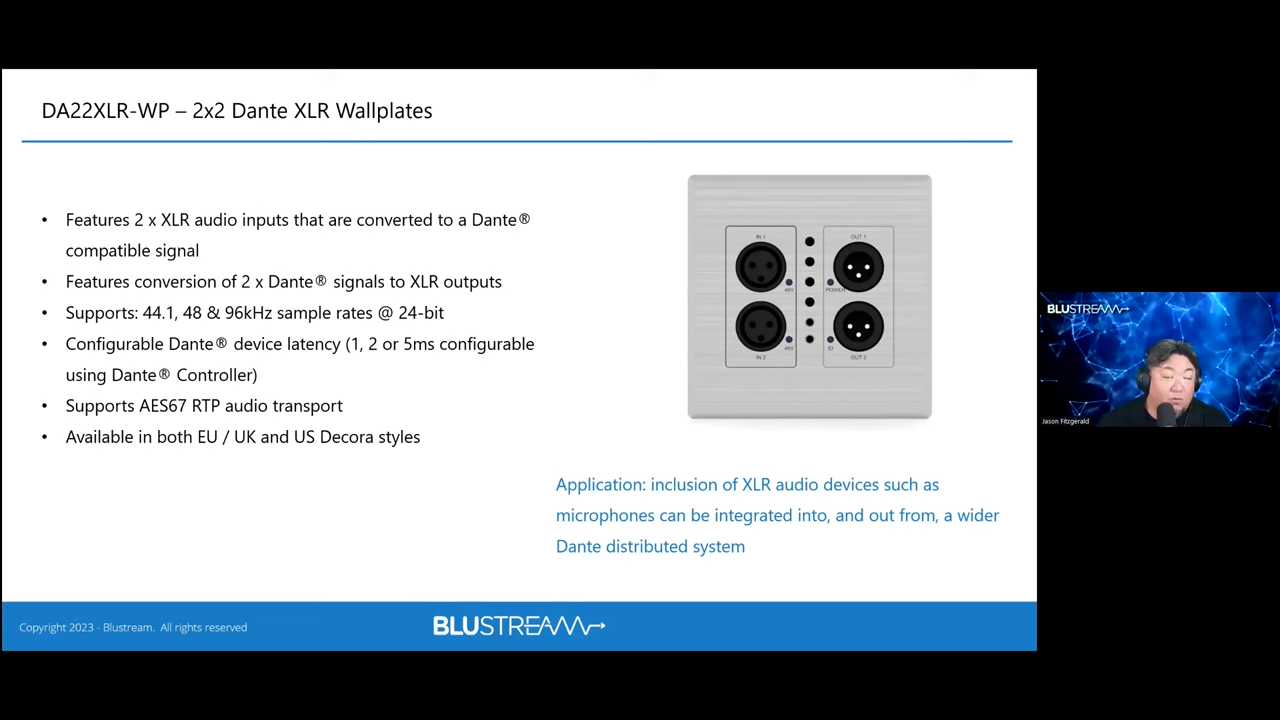 DA22XLR-WP – 2x2 Dante XLR Wallplates
• Features 2 x XLR audio inputs that are converted to a Dante®
compatible signal
• Features conversion of 2 x Dante® signals to XLR outputs
• Supports: 44.1, 48 & 96kHz sample rates @ 24-bit
• Configurable Dante® device latency (1, 2 or 5ms configurable
using Dante® Controller)
• Supports AES67 RTP audio transport
• Available in both EU / UK and US Decora styles
IN 1
OUT 1
48V
POWER
48V
ID
IN 2
OUT 2
Application: inclusion of XLR audio devices such as
microphones can be integrated into, and out from, a wider
Dante distributed system
Copyright 2023 - Blustream. All rights reserved
BLUSTREAM
BLUSTREAM
Jason Fitzgerald